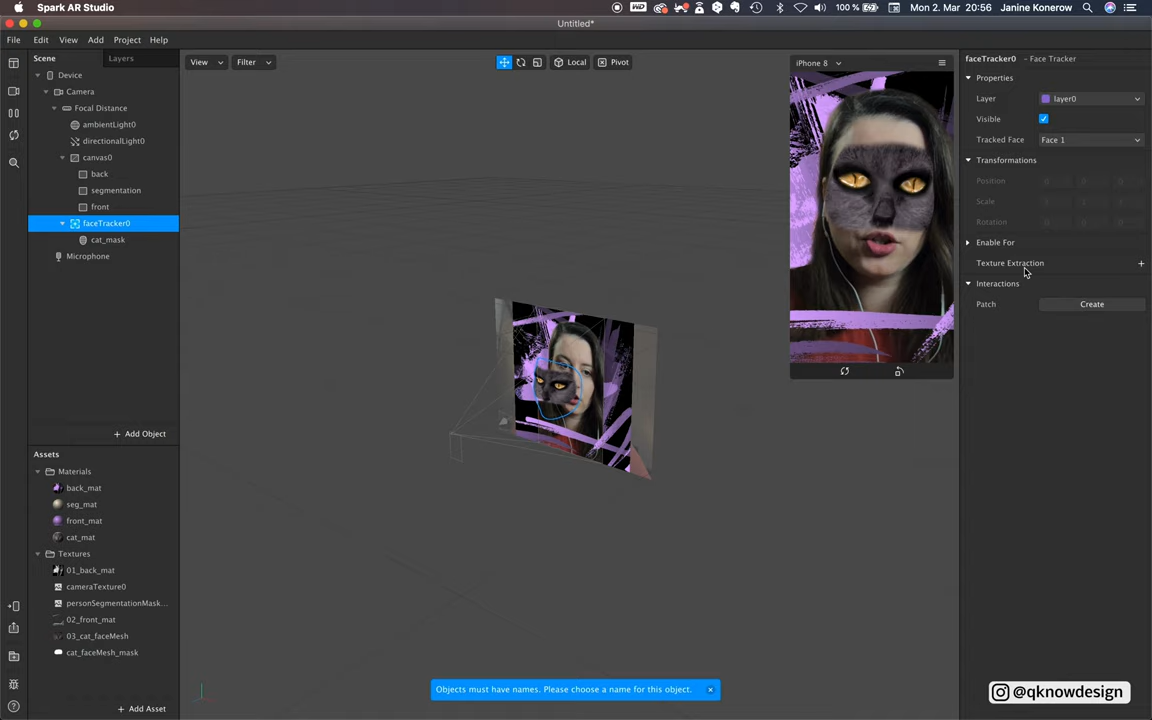 Spark AR Studio
100 %
Mon 2. Mar 20:56
Janine Konerow
Untitled*
File Edit View Add Project Help
Scene
Layers
Device
Camera
Focal Distance
ambientLight0
directionalLight0
canvas0
back
segmentation
front
faceTracker0
cat_mask
Microphone
+ Add Object
Assets
Materials
back_mat
seg_mat
front_mat
cat_mat
Textures
01_back_mat
cameraTexture0
personSegmentationMask...
02_front_mat
03_cat_faceMesh
cat_faceMesh_mask
+ Add Asset
View
Filter
Local
Pivot
iPhone 8
Objects must have names. Please choose a name for this object.
faceTracker0 - Face Tracker
Properties
Layer
layer0
Visible
Tracked Face
Face 1
Transformations
Position
Scale
Rotation
Enable For
Texture Extraction
Interactions
Patch
Create
@qknowdesign